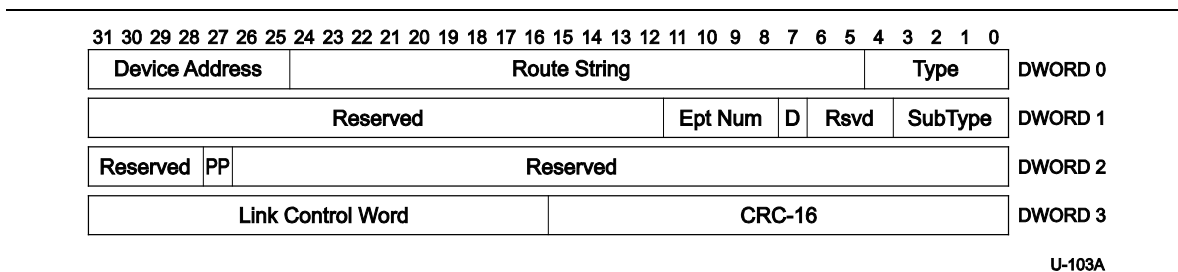 31 30 29 28 27 26 25 24 23 22 21 20 19 18 17 16 15 14 13 12 11 10 9 8 7 6 5 4 3 2 1 0
Device Address Route String Type DWORD 0
Reserved Ept Num D Rsvd SubType DWORD 1
Reserved PP Reserved DWORD 2
Link Control Word CRC-16 DWORD 3
U-103A